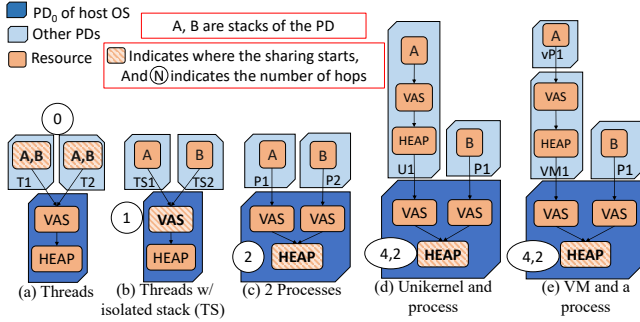 PD0 of host OS
Other PDs
Resource
A, B are stacks of the PD
Indicates where the sharing starts,
And N indicates the number of hops
0
A,B
A,B
T1
T2
VAS
HEAP
(a) Threads
A
B
TS1
TS2
1
VAS
HEAP
(b) Threads w/
isolated stack (TS)
A
B
P1
P2
VAS
VAS
2
HEAP
(c) 2 Processes
A
VAS
HEAP
U1
B
P1
VAS
VAS
4,2
HEAP
(d) Unikernel and
process
A
vP1
VAS
HEAP
VM1
B
P1
VAS
VAS
4,2
HEAP
(e) VM and a
process